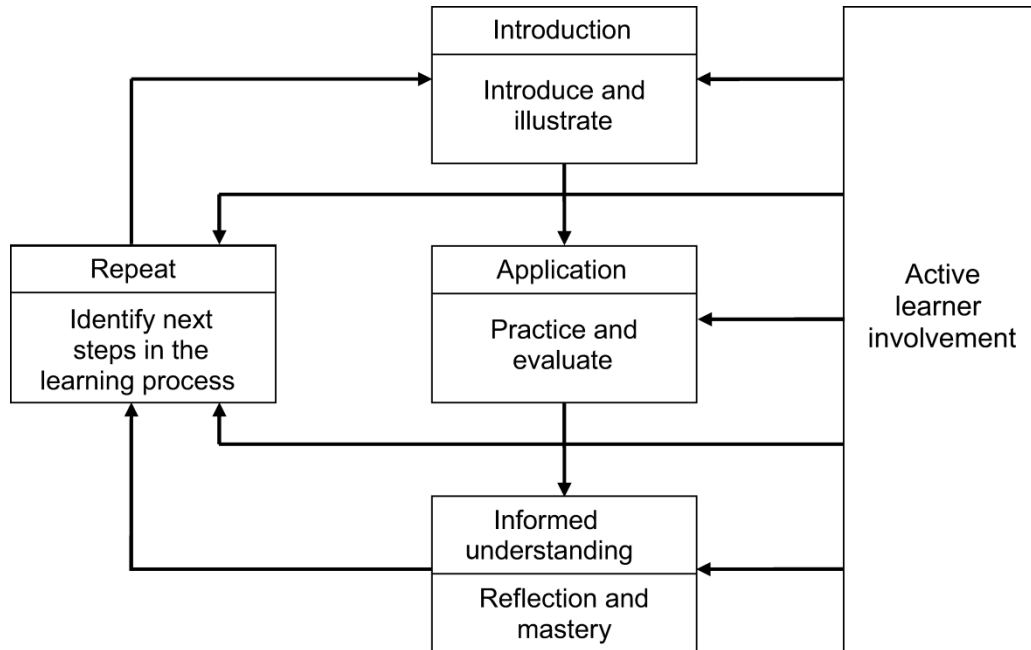 Introduction
Introduce and
illustrate
Repeat
Identify next
steps in the
learning process
Application
Practice and
evaluate
Active
learner
involvement
Informed
understanding
Reflection and
mastery